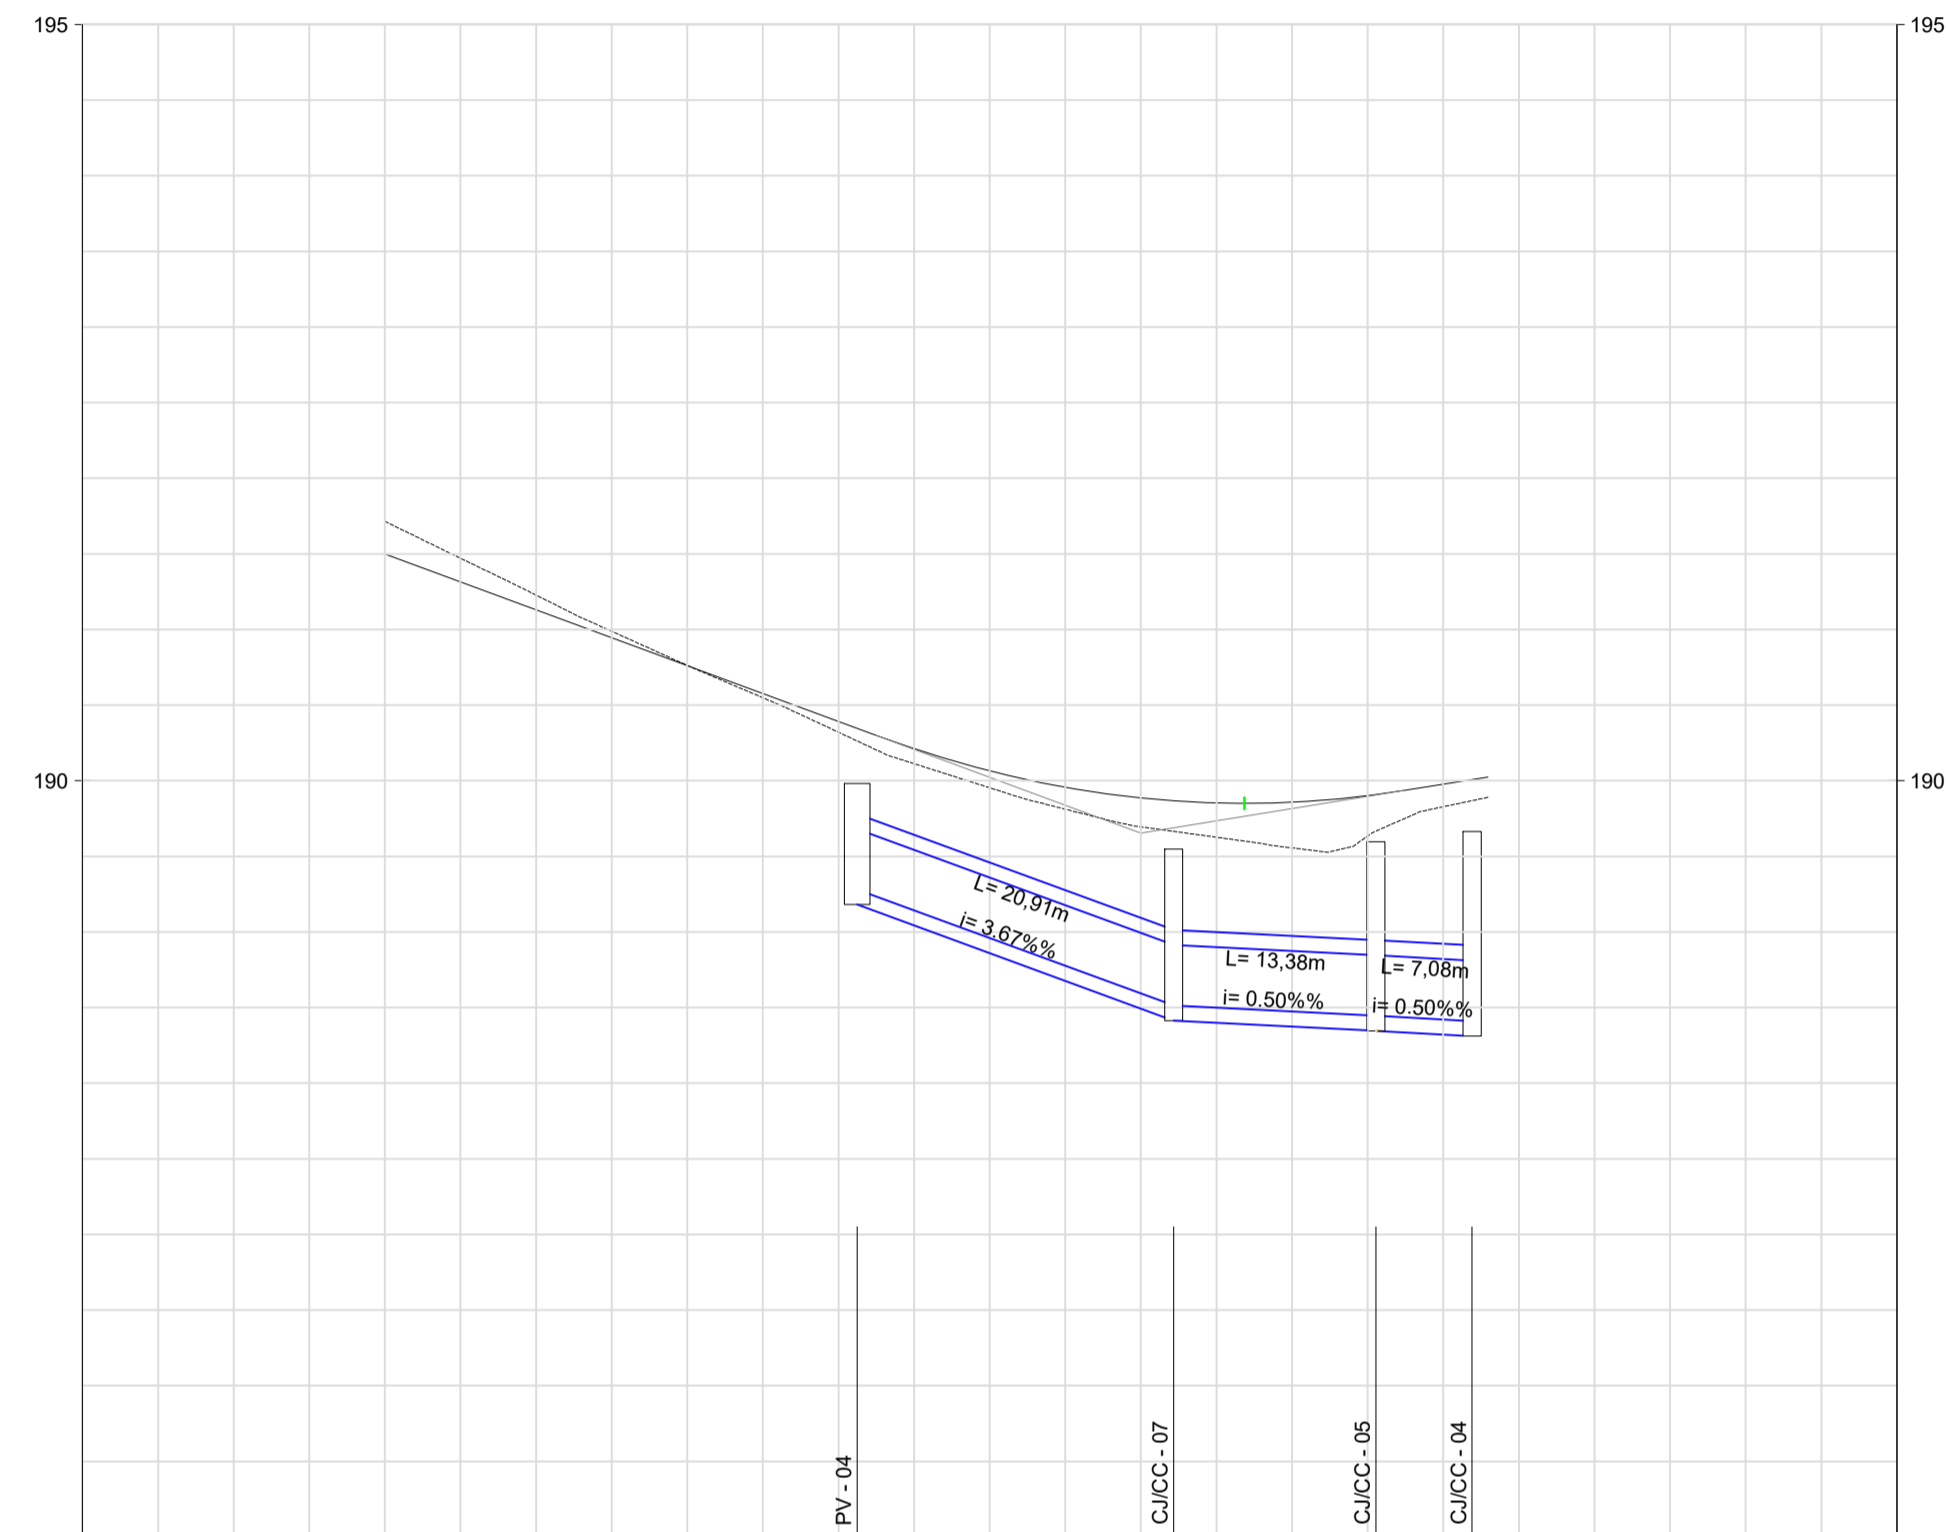 195
195
190
190
L= 20,91m
i= 3.67%%
L= 13,38m
i= 0.50%%
L= 7,08m
i= 0.50%%
PV - 04
CJ/CC - 07
CJ/CC - 05
CJ/CC - 04